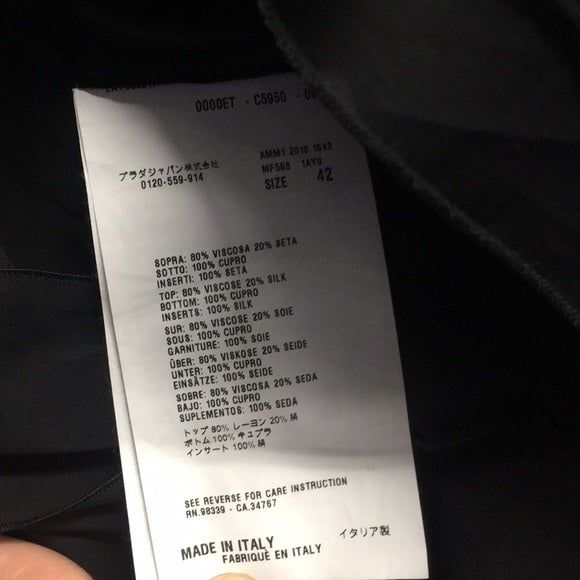 0000ET - C5950 - 09
プラダジャパン株式会社
0120-559-914
AMM1 2010 1649
MF568 1AY0
SIZE 42
SOPRA: 80% VISCOSA 20% SETA
SOTTO: 100% CUPRO
INSERTI: 100% SETA
TOP: 80% VISCOSE 20% SILK
BOTTOM: 100% CUPRO
INSERTS: 100% SILK
SUR: 80% VISCOSE 20% SOIE
SOUS: 100% CUPRO
GARNITURE: 100% SOIE
ÜBER: 80% VISKOSE 20% SEIDE
UNTER: 100% CUPRO
EINSÄTZE: 100% SEIDE
SOBRE: 80% VISCOSA 20% SEDA
BAJO: 100% CUPRO
SUPLEMENTOS: 100% SEDA
トップ 80% レーヨン 20% 絹
ボトム 100% キュプラ
インサート 100% 絹
SEE REVERSE FOR CARE INSTRUCTION
RN.98339 - CA.34767
イタリア製
MADE IN ITALY
FABRIQUÉ EN ITALY